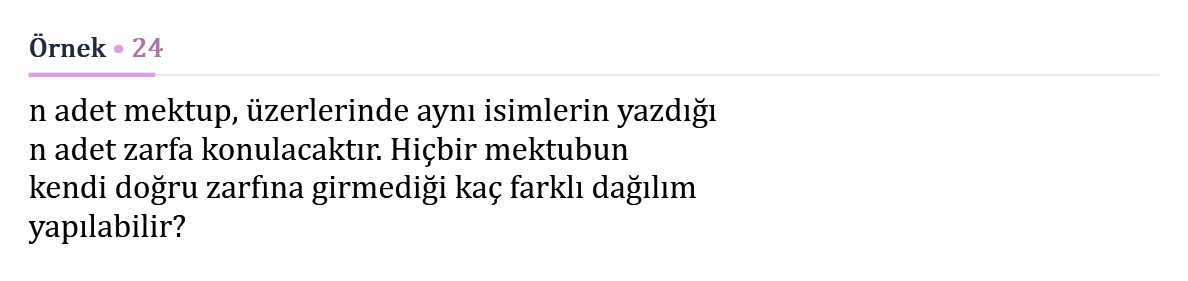 Örnek • 24
n adet mektup, üzerlerinde aynı isimlerin yazdığı
n adet zarfa konulacaktır. Hiçbir mektubun
kendi doğru zarfına girmediği kaç farklı dağılım
yapılabilir?